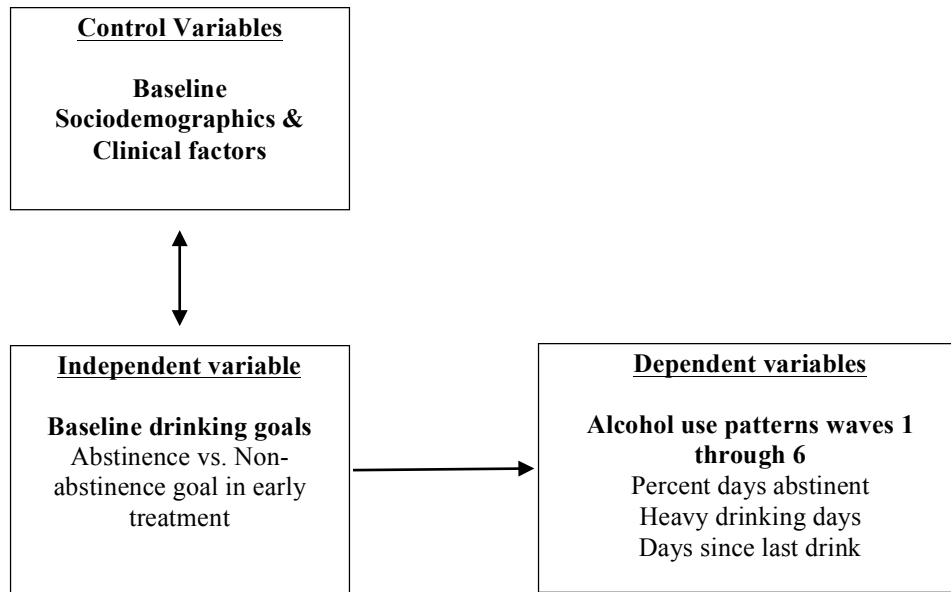 Control Variables
Baseline
Sociodemographics &
Clinical factors
Independent variable
Baseline drinking goals
Abstinence vs. Non-
abstinence goal in early
treatment
Dependent variables
Alcohol use patterns waves 1
through 6
Percent days abstinent
Heavy drinking days
Days since last drink